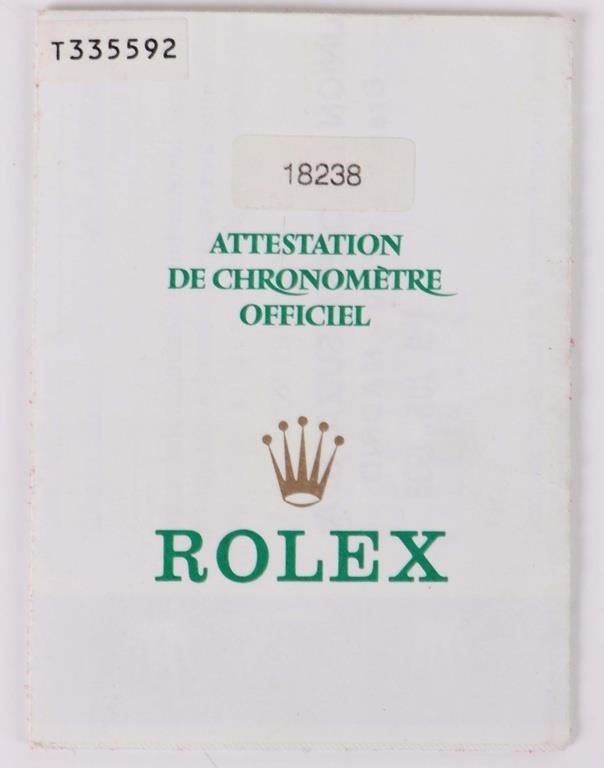 T335592
18238
ATTESTATION
DE CHRONOMÈTRE
OFFICIEL
ROLEX